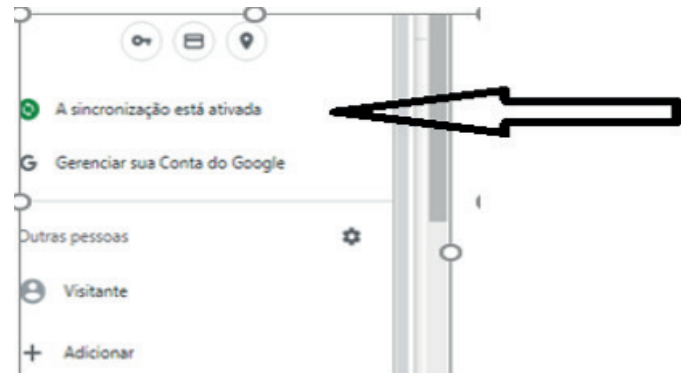 A sincronização está ativada
G Gerenciar sua Conta do Google
Outras pessoas
Visitante
+ Adicionar